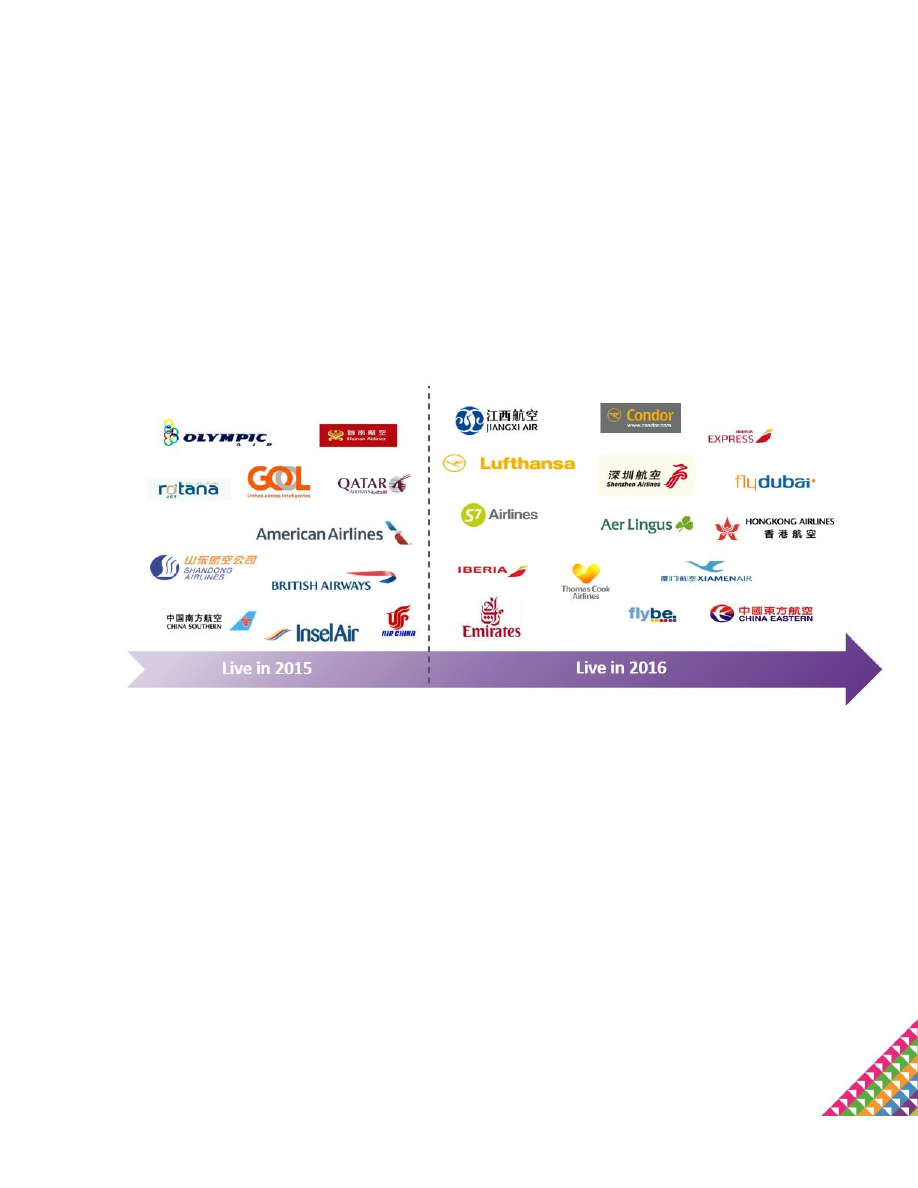 OLYMPIC
A I R
海南航空
Hainan Airlines
rotana
JET
GOL
Linhas aéreas inteligentes
QATAR
AIRWAYS القطرية
American Airlines
山东航空公司
SHANDONG
AIRLINES
BRITISH AIRWAYS
中国南方航空
CHINA SOUTHERN
InselAir
AIR CHINA
江西航空
JIANGXI AIR
Condor
www.condor.com
IBERIA
EXPRESS
Lufthansa
深圳航空
Shenzhen Airlines
flydubai
S7 Airlines
Aer Lingus
HONGKONG AIRLINES
香港航空
IBERIA
Thomas Cook
Airlines
厦门航空 XIAMENAIR
Emirates
flybe.
中國東方航空
CHINA EASTERN
Live in 2015
Live in 2016